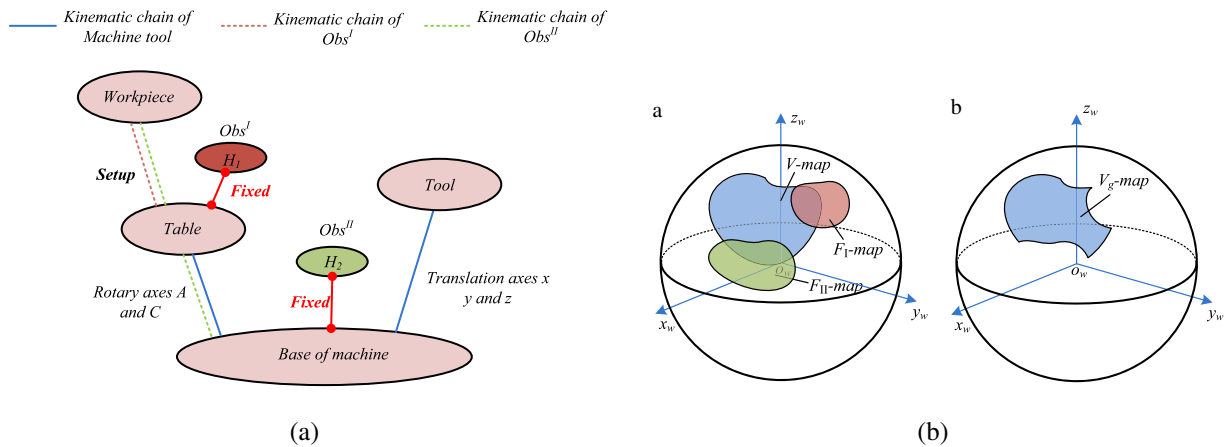 Kinematic chain of
Machine tool
Kinematic chain of
Obs^I
Kinematic chain of
Obs^II
Workpiece
Obs^I
H_1
Setup
Fixed
Tool
Table
Obs^II
H_2
Rotary axes A
and C
Fixed
Translation axes x
y and z
Base of machine
(a)
a
z_w
V-map
F_I-map
o_w
F_II-map
x_w
y_w
b
z_w
V_g-map
o_w
x_w
y_w
(b)